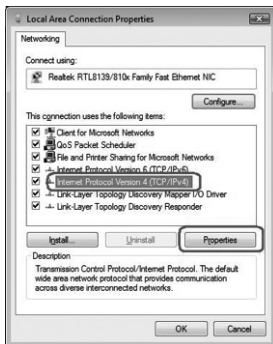 Local Area Connection Properties
Networking
Connect using:
Realtek RTL8139/810x Family Fast Ethernet NIC
Configure...
This connection uses the following items:
Client for Microsoft Networks
QoS Packet Scheduler
File and Printer Sharing for Microsoft Networks
Internet Protocol Version 6 (TCP/IPv6)
Internet Protocol Version 4 (TCP/IPv4)
Link-Layer Topology Discovery Mapper I/O Driver
Link-Layer Topology Discovery Responder
Install...
Uninstall
Properties
Description
Transmission Control Protocol/Internet Protocol. The default
wide area network protocol that provides communication
across diverse interconnected networks.
OK
Cancel